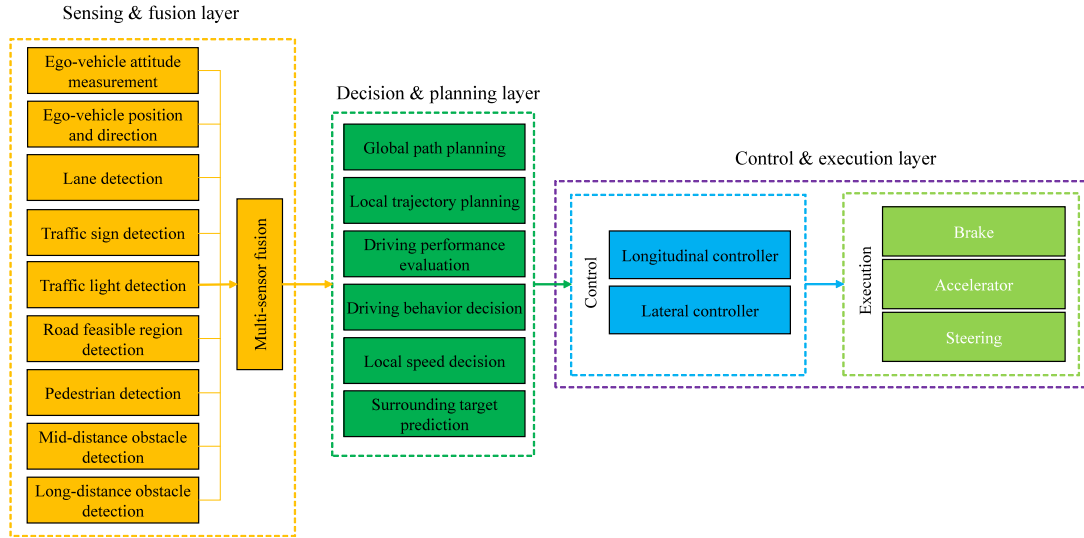 Sensing & fusion layer
Ego-vehicle attitude
measurement
Ego-vehicle position
and direction
Lane detection
Traffic sign detection
Traffic light detection
Road feasible region
detection
Pedestrian detection
Mid-distance obstacle
detection
Long-distance obstacle
detection
Multi-sensor fusion
Decision & planning layer
Global path planning
Local trajectory planning
Driving performance
evaluation
Driving behavior decision
Local speed decision
Surrounding target
prediction
Control & execution layer
Control
Longitudinal controller
Lateral controller
Execution
Brake
Accelerator
Steering